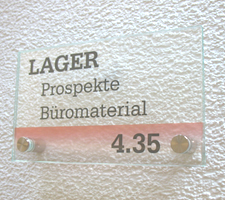 LAGER
Prospekte
Büromaterial
4.35